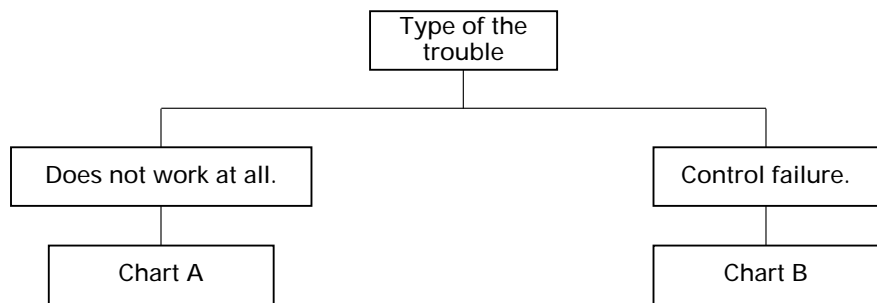 Type of the
trouble
Does not work at all.
Control failure.
Chart A
Chart B